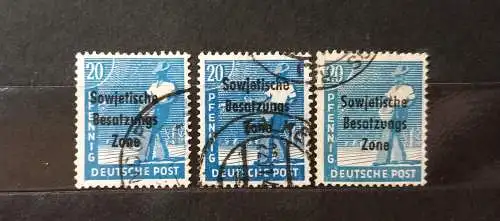 20
PFENNIG
Sowjetische
Besatzungs
Zone
DEUTSCHE POST
20
PFENNIG
Sowjetische
Besatzungs
Zone
DEUTSCHE POST
20
PFENNIG
Sowjetische
Besatzungs
Zone
DEUTSCHE POST